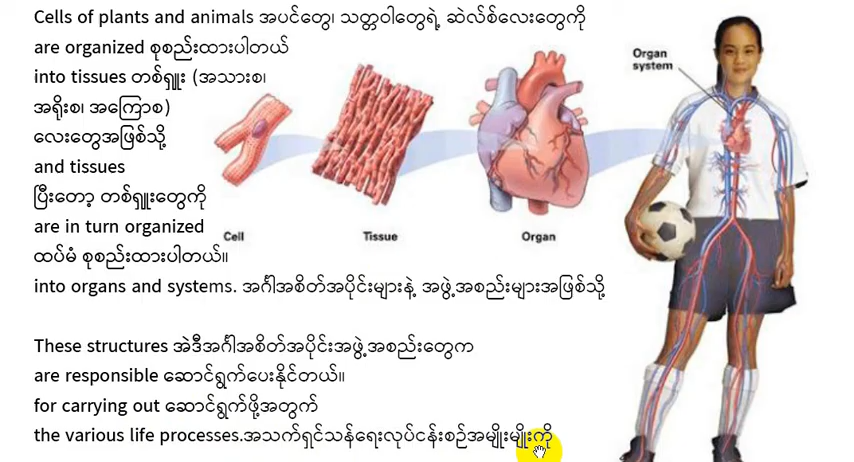 Cells of plants and animals အပင်တွေ၊ သတ္တဝါတွေရဲ့ ဆဲလ်စ်လေးတွေကို
are organized စုစည်းထားပါတယ်
into tissues တစ်ရှူး (အသားစ၊
အရိုးစ၊ အကြောစ)
လေးတွေအဖြစ်သို့
and tissues
ပြီးတော့ တစ်ရှူးတွေကို
are in turn organized
ထပ်မံ စုစည်းထားပါတယ်။
into organs and systems. အင်္ဂါအစိတ်အပိုင်းများနဲ့ အဖွဲ့အစည်းများအဖြစ်သို့
Cell
Tissue
Organ
Organ
system
These structures အဲဒီအင်္ဂါအစိတ်အပိုင်းအဖွဲ့အစည်းတွေက
are responsible ဆောင်ရွက်ပေးနိုင်တယ်။
for carrying out ဆောင်ရွက်ဖို့အတွက်
the various life processes.အသက်ရှင်သန်ရေးလုပ်ငန်းစဉ်အမျိုးမျိုးကို